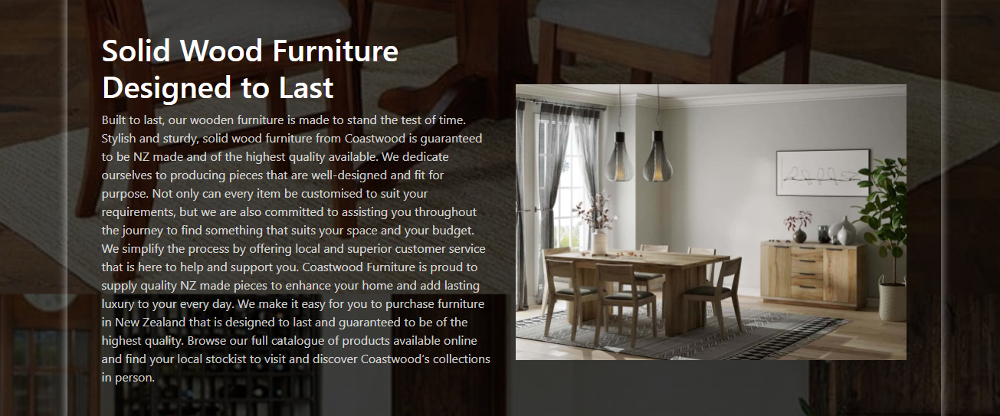 Solid Wood Furniture
Designed to Last
Built to last, our wooden furniture is made to stand the test of time.
Stylish and sturdy, solid wood furniture from Coastwood is guaranteed
to be NZ made and of the highest quality available. We dedicate
ourselves to producing pieces that are well-designed and fit for
purpose. Not only can every item be customised to suit your
requirements, but we are also committed to assisting you throughout
the journey to find something that suits your space and your budget.
We simplify the process by offering local and superior customer service
that is here to help and support you. Coastwood Furniture is proud to
supply quality NZ made pieces to enhance your home and add lasting
luxury to your every day. We make it easy for you to purchase furniture
in New Zealand that is designed to last and guaranteed to be of the
highest quality. Browse our full catalogue of products available online
and find your local stockist to visit and discover Coastwood's collections
in person.